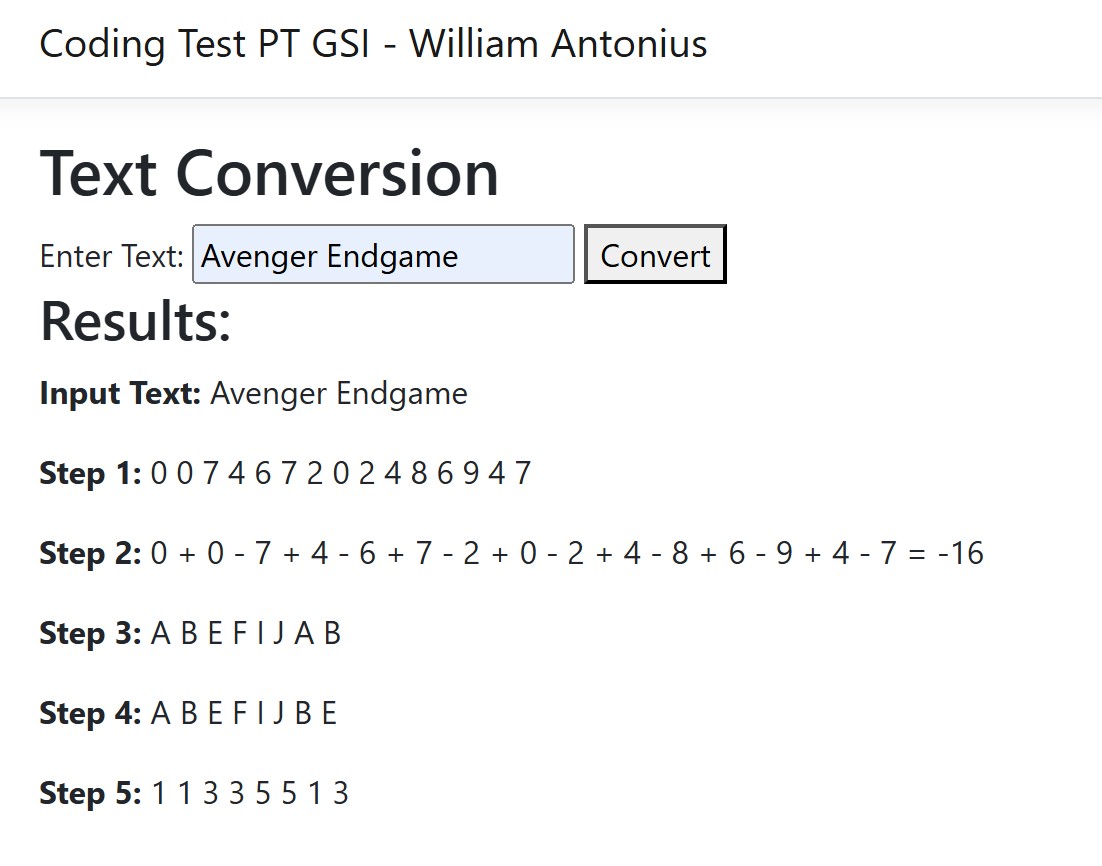 Coding Test PT GSI - William Antonius
Text Conversion
Enter Text: Avenger Endgame Convert
Results:
Input Text: Avenger Endgame
Step 1: 0 0 7 4 6 7 2 0 2 4 8 6 9 4 7
Step 2: 0 + 0 - 7 + 4 - 6 + 7 - 2 + 0 - 2 + 4 - 8 + 6 - 9 + 4 - 7 = -16
Step 3: A B E F I J A B
Step 4: A B E F I J B E
Step 5: 1 1 3 3 5 5 1 3